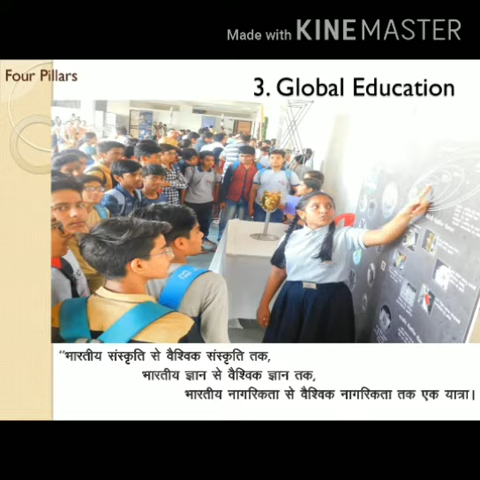 Made with KINEMASTER
Four Pillars
3. Global Education
“भारतीय संस्कृति से वैश्विक संस्कृति तक,
भारतीय ज्ञान से वैश्विक ज्ञान तक,
भारतीय नागरिकता से वैश्विक नागरिकता तक एक यात्रा।